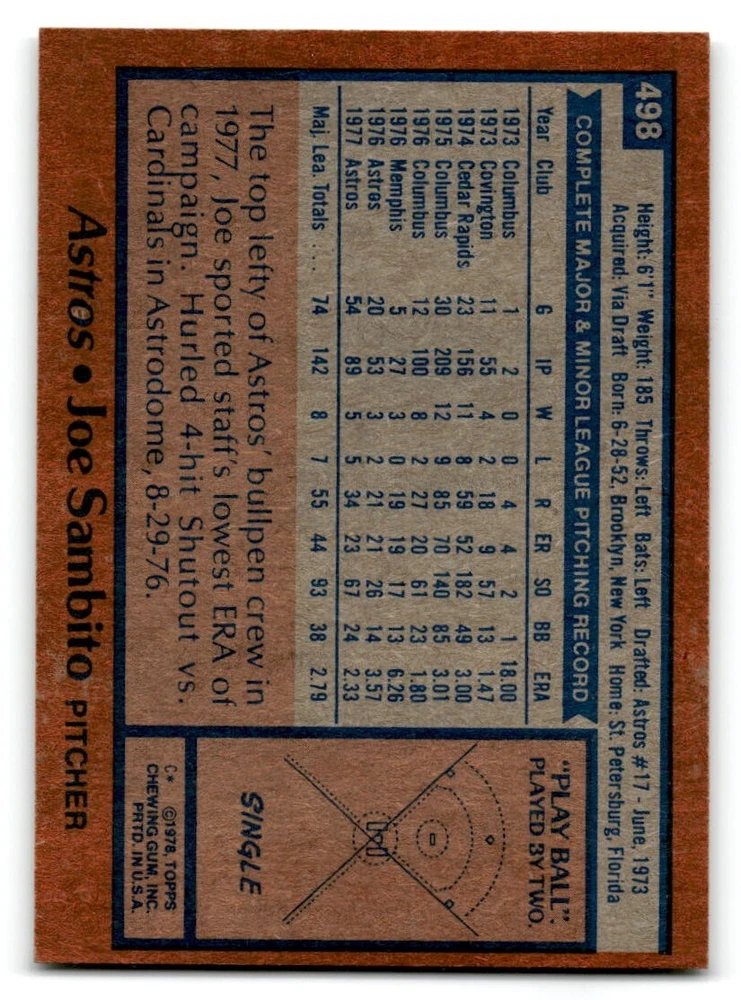 498
Height: 6'1" Weight: 185 Throws: Left Bats: Left Drafted: Astros #17 - June, 1973
Acquired: Via Draft Born: 6-28-52, Brooklyn, New York Home: St. Petersburg, Florida
COMPLETE MAJOR & MINOR LEAGUE PITCHING RECORD
Year Club G IP W L R ER SO BB ERA
1973 Columbus 1 2 0 0 4 4 2 1 18.00
1973 Covington 11 55 4 2 18 9 57 13 1.47
1974 Cedar Rapids 23 156 11 8 59 52 182 49 3.00
1975 Columbus 30 209 12 9 85 70 140 85 3.01
1976 Columbus 12 100 8 2 27 20 61 23 1.80
1976 Memphis 5 27 3 0 19 19 17 13 6.26
1976 Astros 20 53 3 2 21 21 26 14 3.57
1977 Astros 54 89 5 5 34 23 67 24 2.33
Maj. Lea. Totals .... 74 142 8 7 55 44 93 38 2.79
The top lefty of Astros' bullpen crew in
1977, Joe sported staff's lowest ERA of
campaign. Hurled 4-hit Shutout vs.
Cardinals in Astrodome, 8-29-76.
"PLAY BALL".
PLAYED BY TWO.
SINGLE
C* ©1978, TOPPS
CHEWING GUM, INC.
PRTD. IN U.S.A.
Astros • Joe Sambito PITCHER